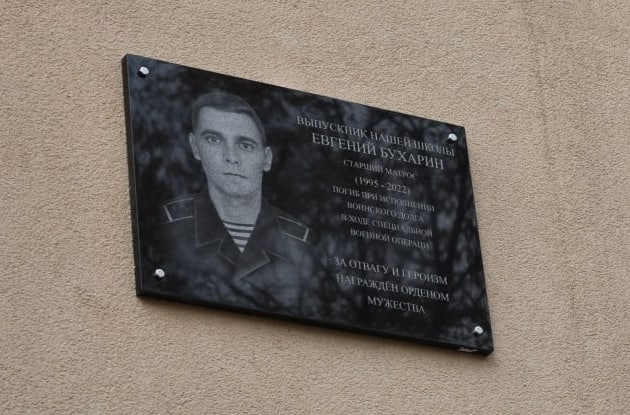 ВЫПУСКНИК НАШЕЙ ШКОЛЫ
ЕВГЕНИЙ БУХАРИН
СТАРШИЙ МАТРОС
(1995 - 2022)
ПОГИБ ПРИ ИСПОЛНЕНИИ
ВОИНСКОГО ДОЛГА
В ХОДЕ СПЕЦИАЛЬНОЙ
ВОЕННОЙ ОПЕРАЦИ
ЗА ОТВАГУ И ГЕРОИЗМ
НАГРАЖДЁН ОРДЕНОМ
МУЖЕСТВА